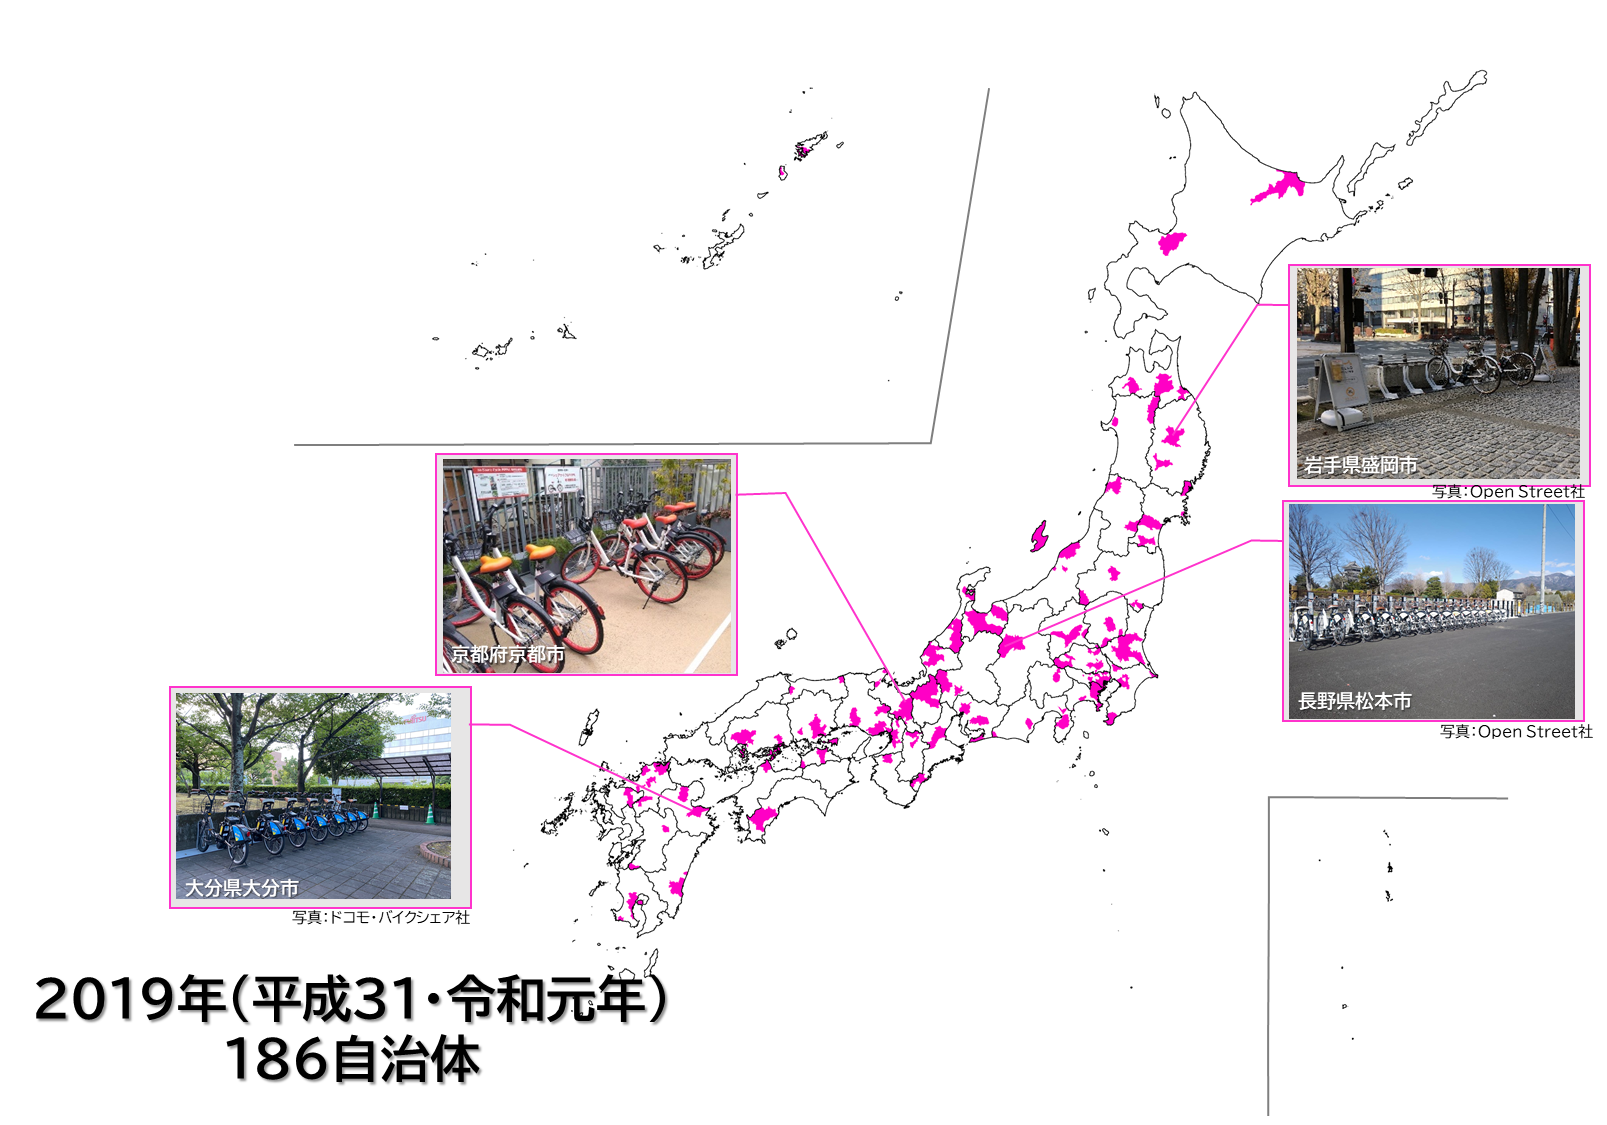 岩手県盛岡市
写真：Open Street社
京都府京都市
長野県松本市
写真：Open Street社
大分県大分市
写真：ドコモ・バイクシェア社
2019年(平成31・令和元年)
186自治体